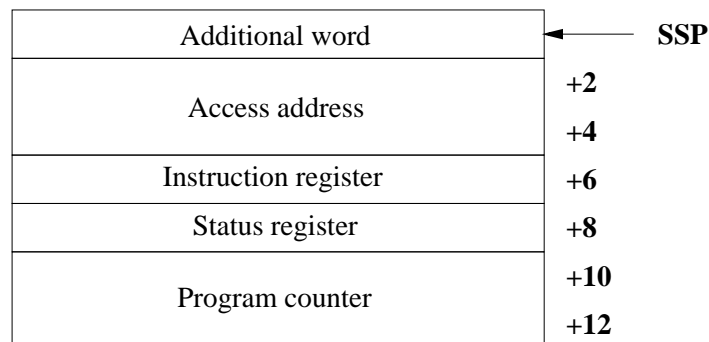 Additional word SSP
+2
Access address
+4
Instruction register +6
Status register +8
+10
Program counter
+12